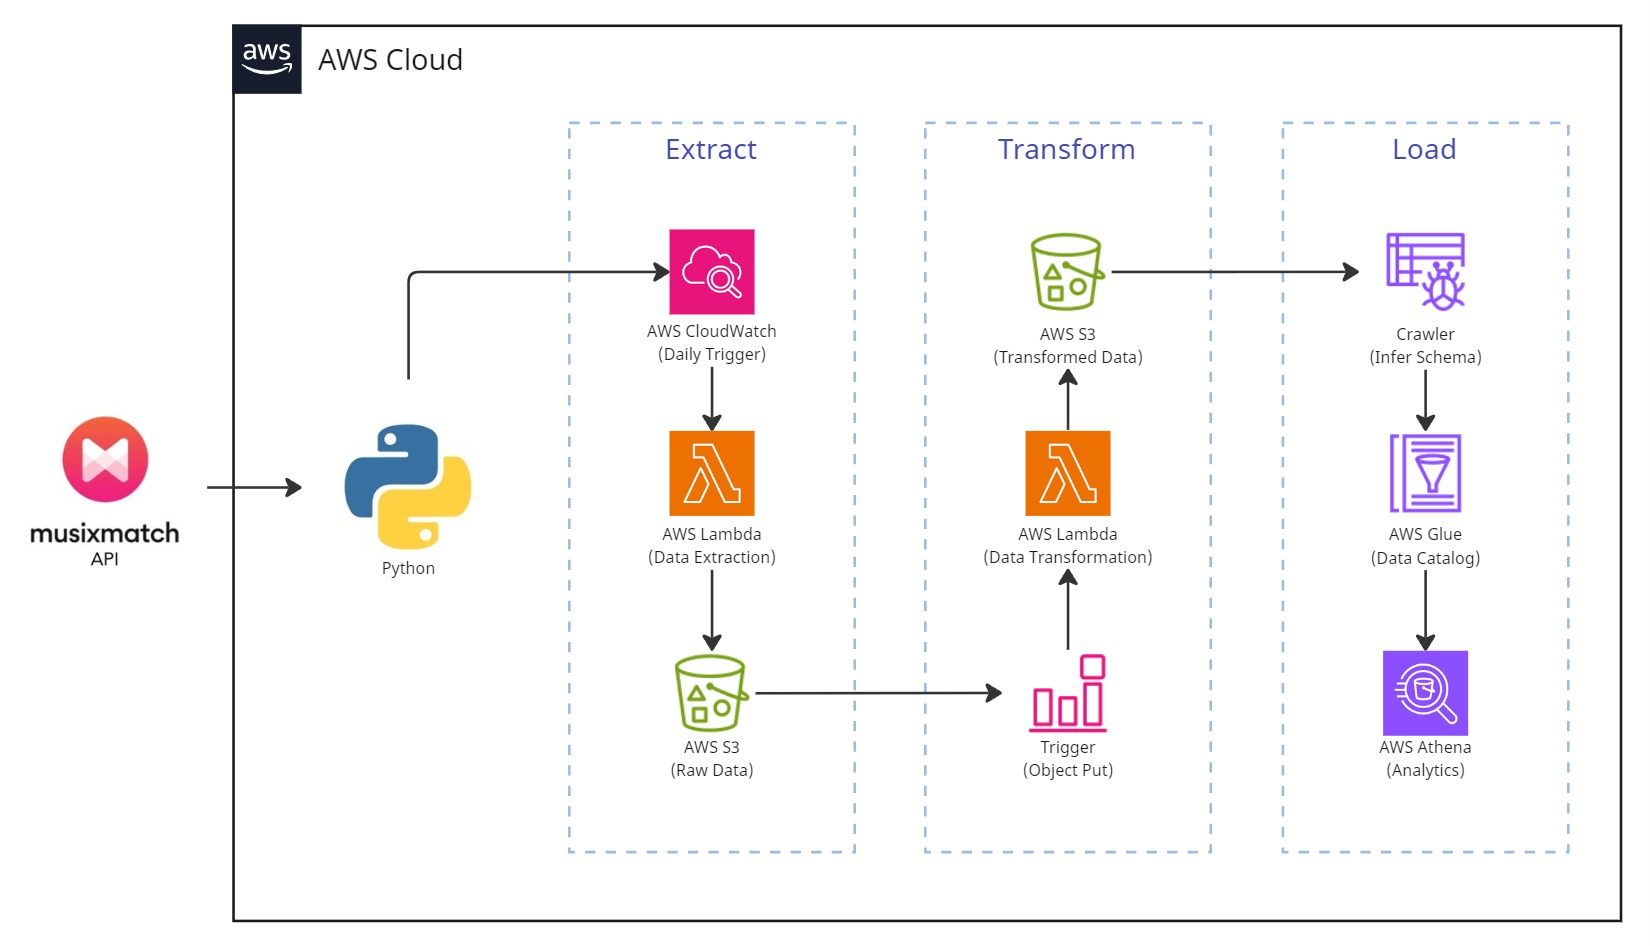 aws
AWS Cloud
musixmatch
API
Python
Extract
AWS CloudWatch
(Daily Trigger)
AWS Lambda
(Data Extraction)
AWS S3
(Raw Data)
Transform
AWS S3
(Transformed Data)
AWS Lambda
(Data Transformation)
Trigger
(Object Put)
Load
Crawler
(Infer Schema)
AWS Glue
(Data Catalog)
AWS Athena
(Analytics)